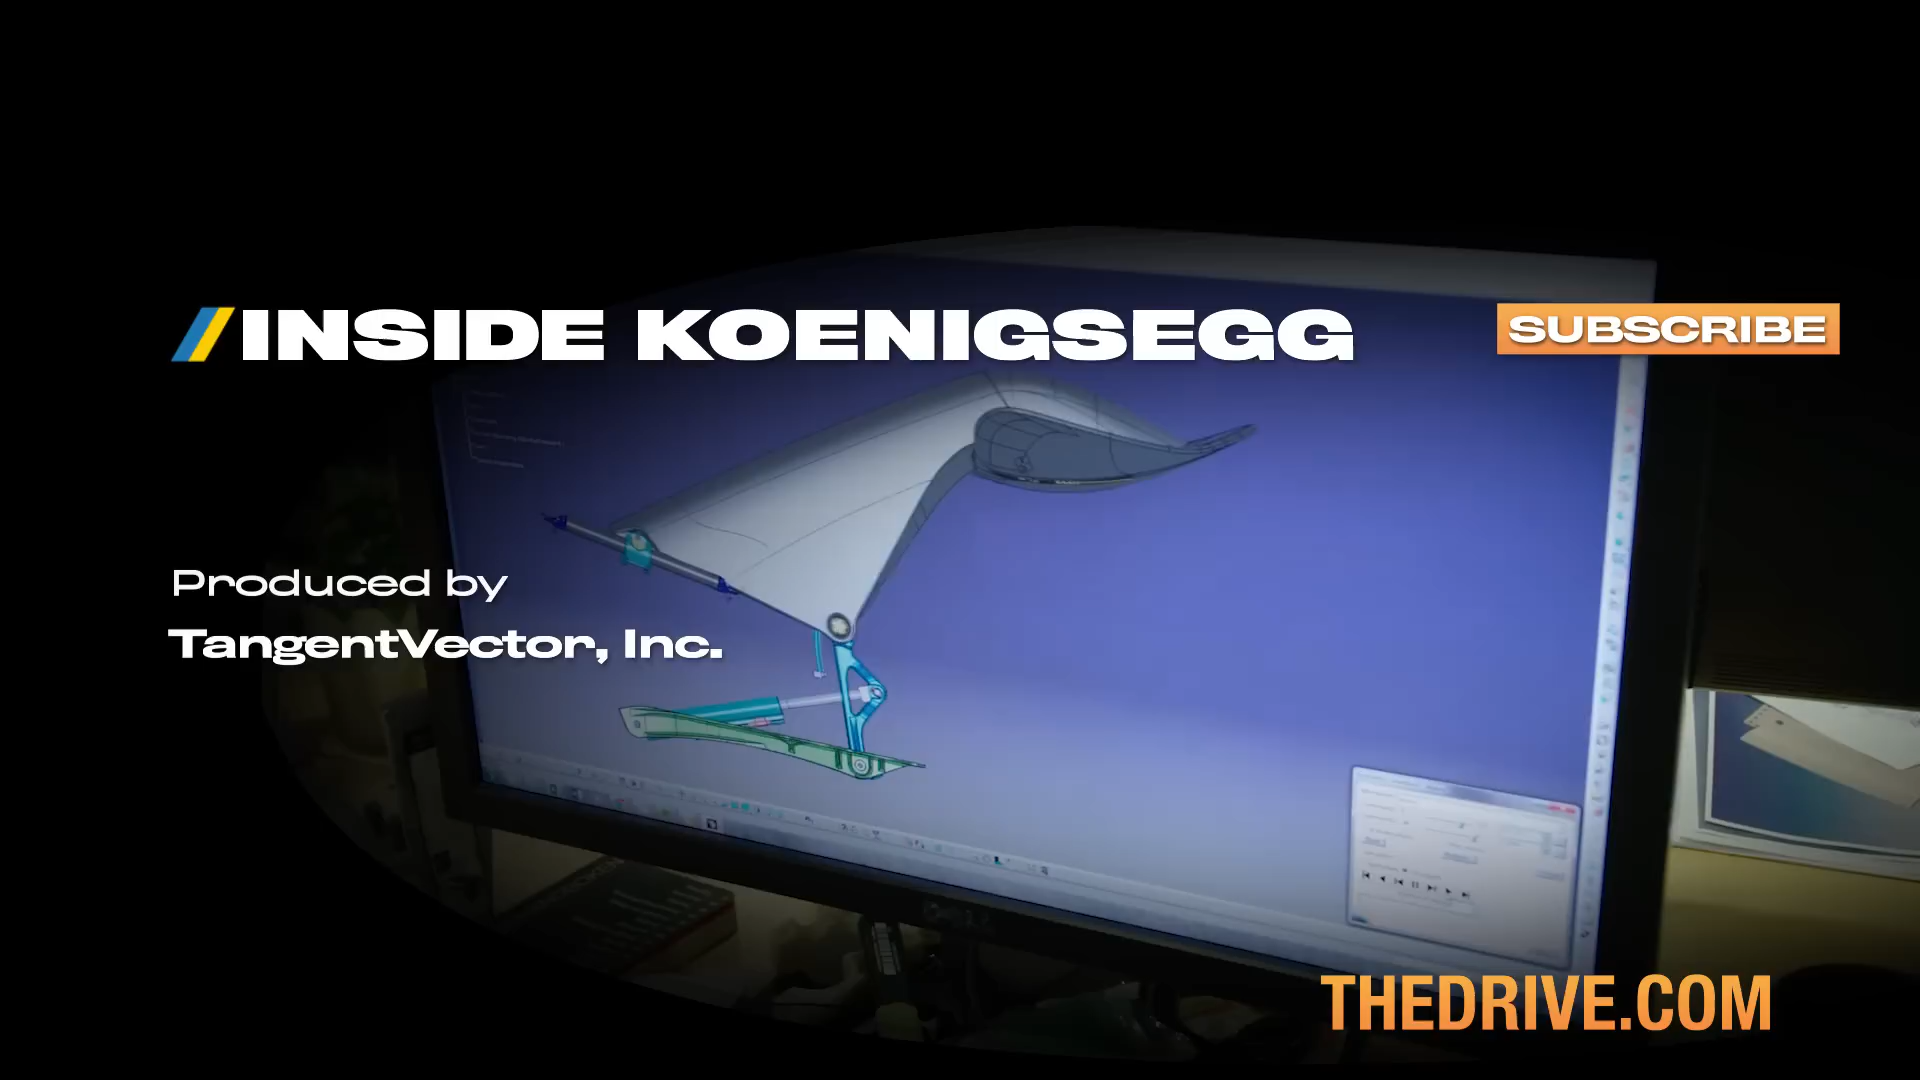 INSIDE KOENIGSEGG
SUBSCRIBE
Produced by
TangentVector, Inc.
THEDRIVE.COM